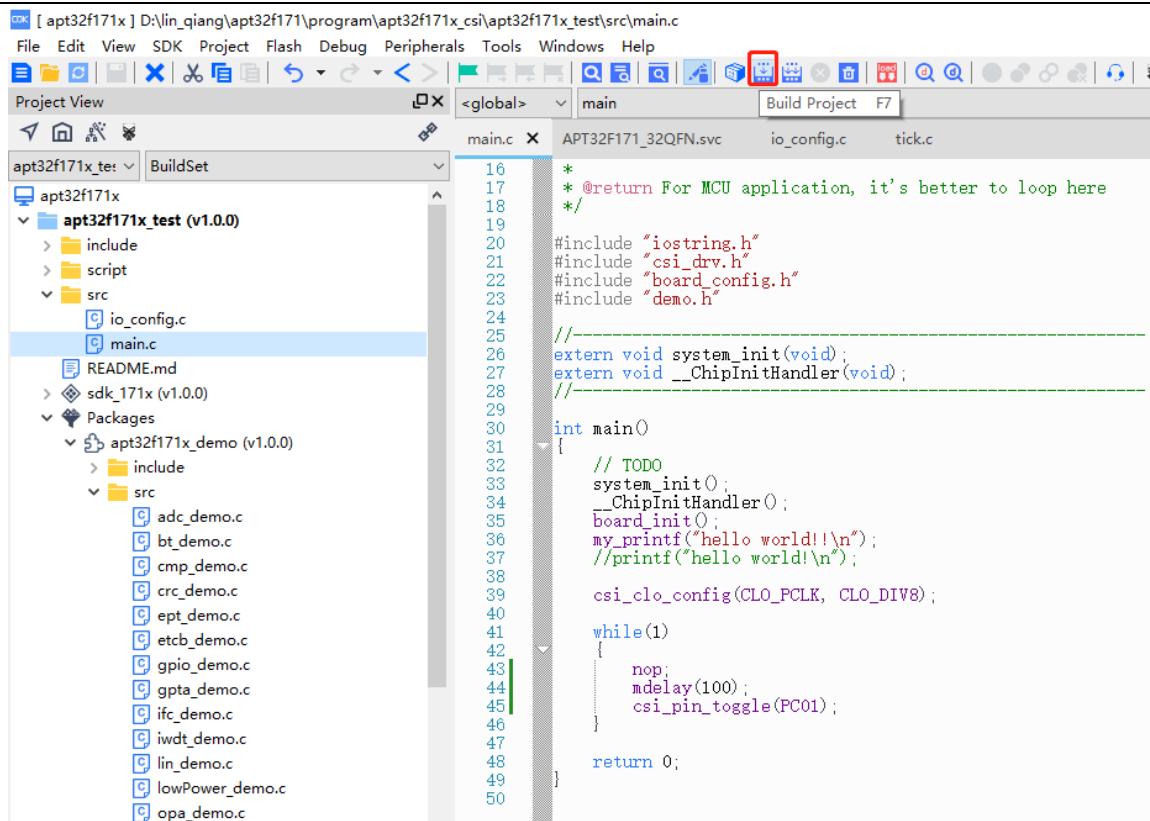 [ apt32f171x ] D:\lin_qiang\apt32f171\program\apt32f171x_csi\apt32f171x_test\src\main.c
File Edit View SDK Project Flash Debug Peripherals Tools Windows Help
Project View
<global> main
Build Project F7
main.c APT32F171_32QFN.svc io_config.c tick.c
apt32f171x_te: BuildSet
apt32f171x
apt32f171x_test (v1.0.0)
include
script
src
io_config.c
main.c
README.md
sdk_171x (v1.0.0)
Packages
apt32f171x_demo (v1.0.0)
include
src
adc_demo.c
bt_demo.c
cmp_demo.c
crc_demo.c
ept_demo.c
etcb_demo.c
gpio_demo.c
gpta_demo.c
ifc_demo.c
iwdt_demo.c
lin_demo.c
lowPower_demo.c
opa_demo.c
16 *
17 * @return For MCU application, it's better to loop here
18 */
19
20 #include "iostring.h"
21 #include "csi_drv.h"
22 #include "board_config.h"
23 #include "demo.h"
24
25 //----------------------------------------------------------
26 extern void system_init(void);
27 extern void __ChipInitHandler(void);
28 //----------------------------------------------------------
29
30 int main()
31 {
32 // TODO
33 system_init();
34 __ChipInitHandler();
35 board_init();
36 my_printf("hello world!!\n");
37 //printf("hello world!\n");
38
39 csi_clo_config(CLO_PCLK, CLO_DIV8);
40
41 while(1)
42 {
43 nop;
44 mdelay(100);
45 csi_pin_toggle(PC01);
46 }
47
48 return 0;
49 }
50